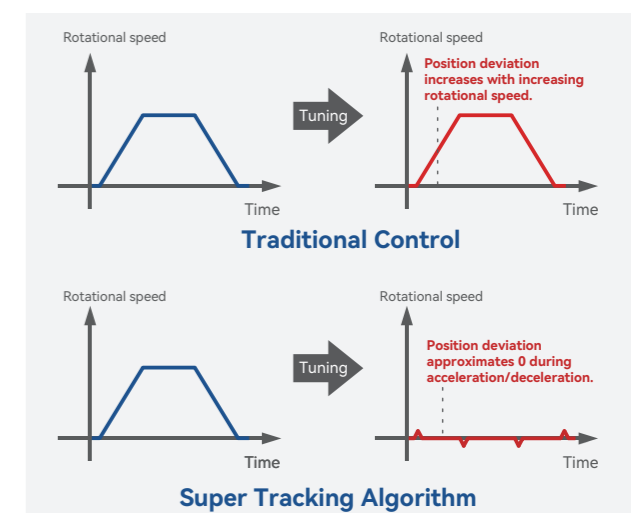 Rotational speed
Rotational speed
Position deviation
increases with increasing
rotational speed.
Tuning
Time
Time
Traditional Control
Rotational speed
Rotational speed
Position deviation
approximates 0 during
acceleration/deceleration.
Tuning
Time
Time
Super Tracking Algorithm